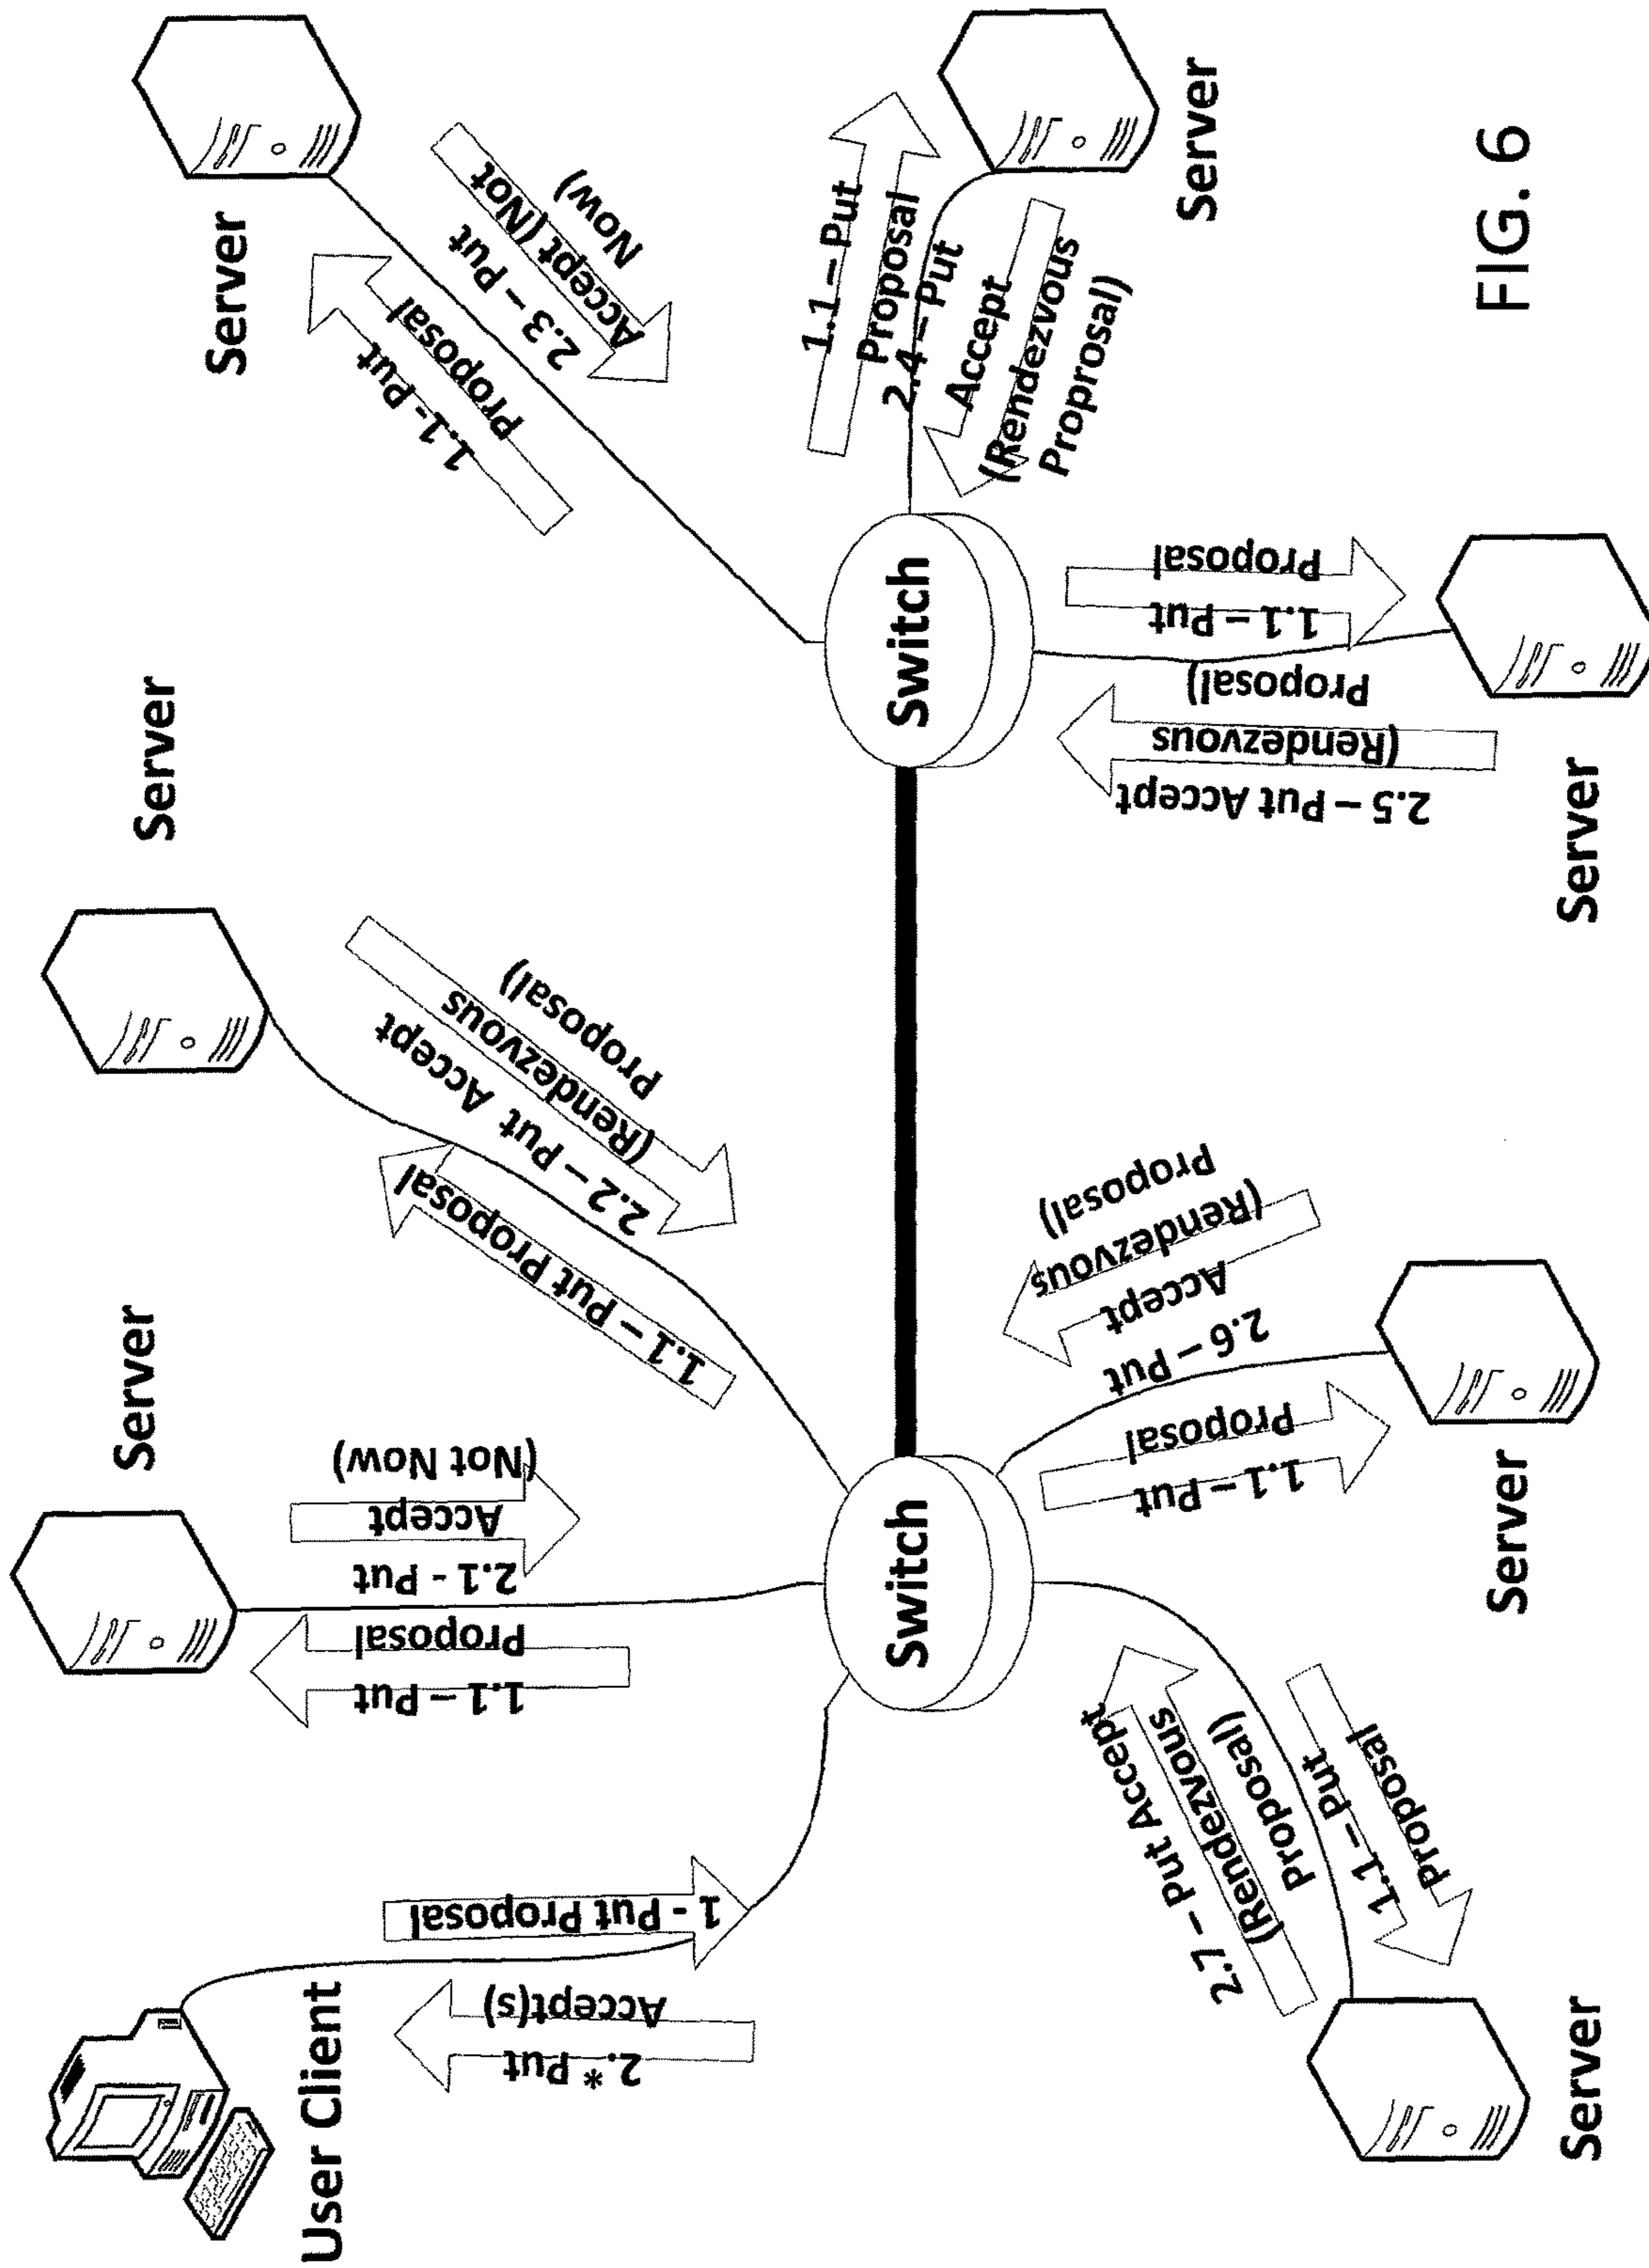 User Client
2.* Put
Accept(s)
1 - Put Proposal
Server
1.1 – Put
Proposal
2.1 - Put
Accept
(Not Now)
Server
1.1 – Put Proposal
2.2 – Put Accept
(Rendezvous
Proposal)
Server
1.1- Put
Proposal
2.3 – Put
Accept (Not
Now)
Switch
Switch
1.1 – Put
Proposal
2.4 – Put
Accept
(Rendezvous
Proprosal)
Server
2.7 – Put Accept
(Rendezvous
Proposal)
1.1 – Put
Proposal
Server
1.1 – Put
Proposal
2.6 – Put
Accept
(Rendezvous
Proposal)
Server
2.5 – Put Accept
(Rendezvous
Proposal)
1.1 – Put
Proposal
Server
FIG. 6